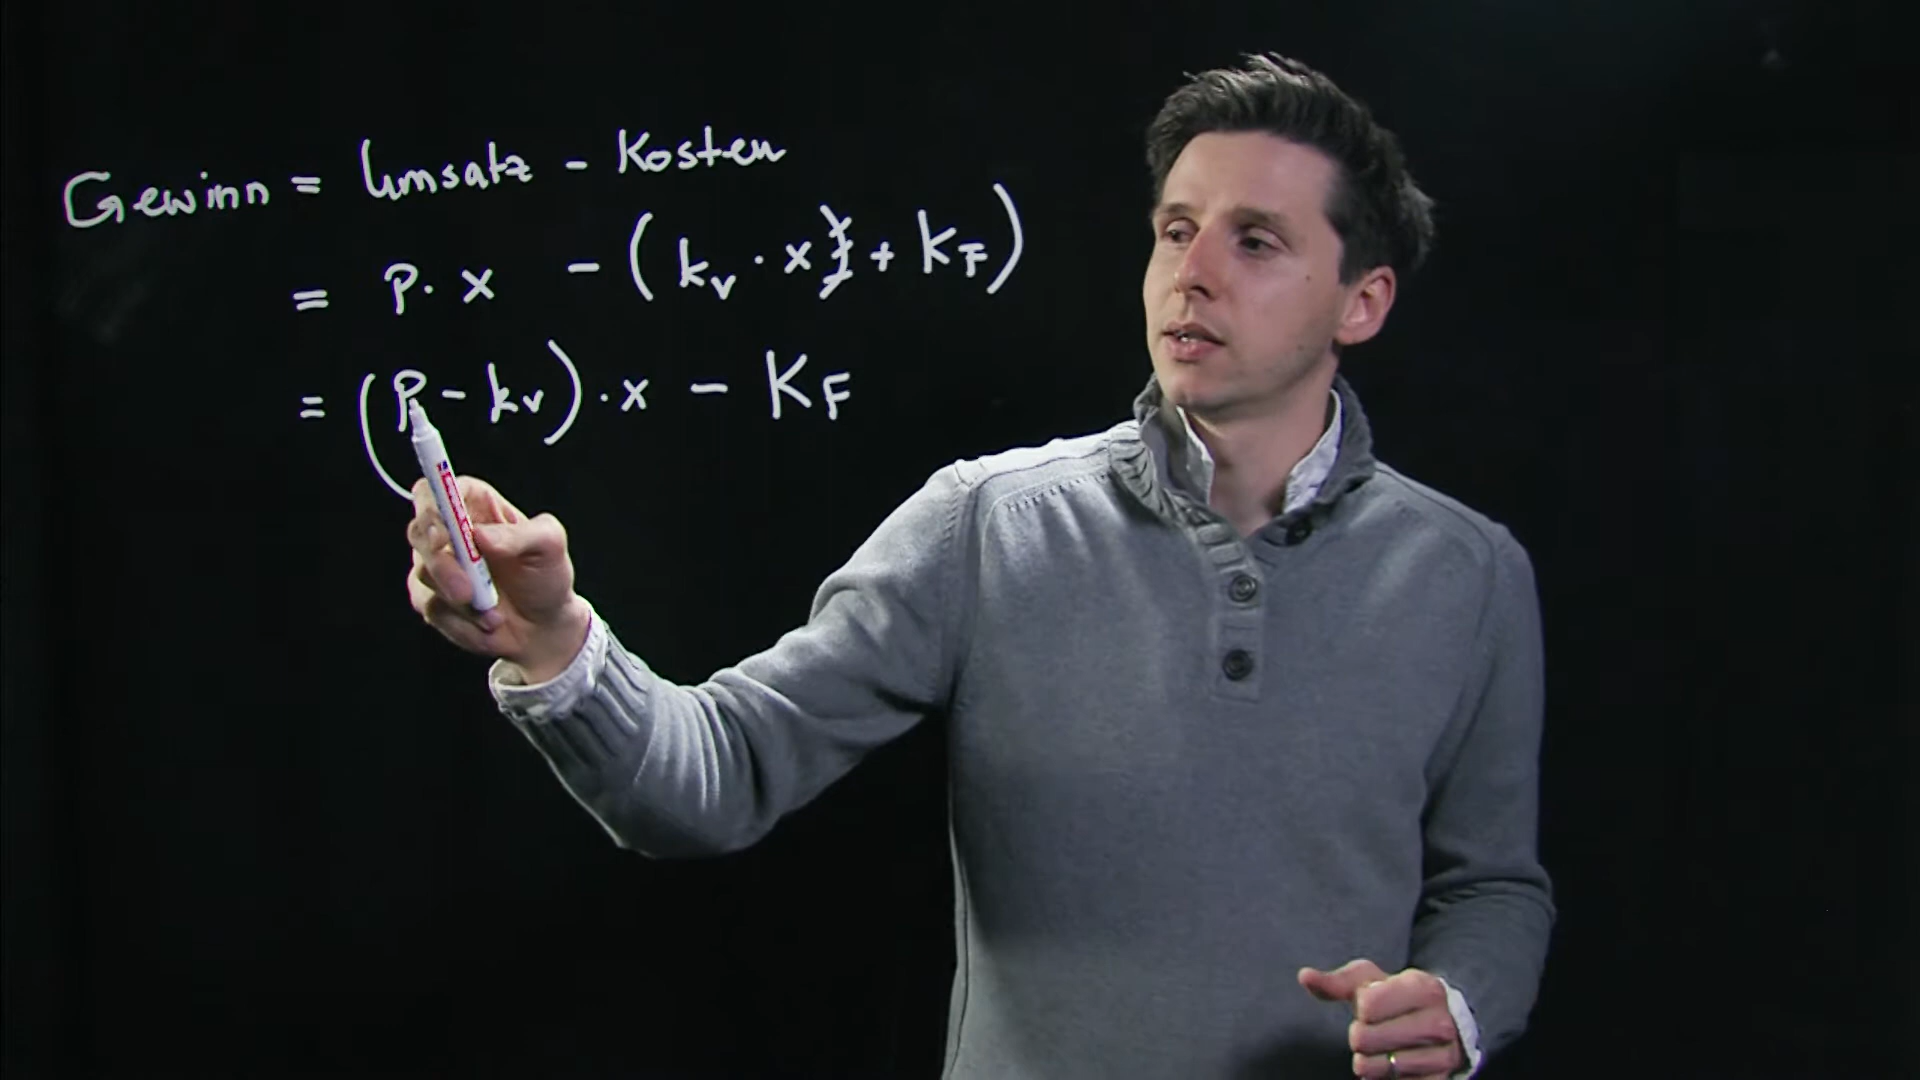 Gewinn = Umsatz - Kosten
= p · x - (kv · x + KF)
= (p - kv) · x - KF